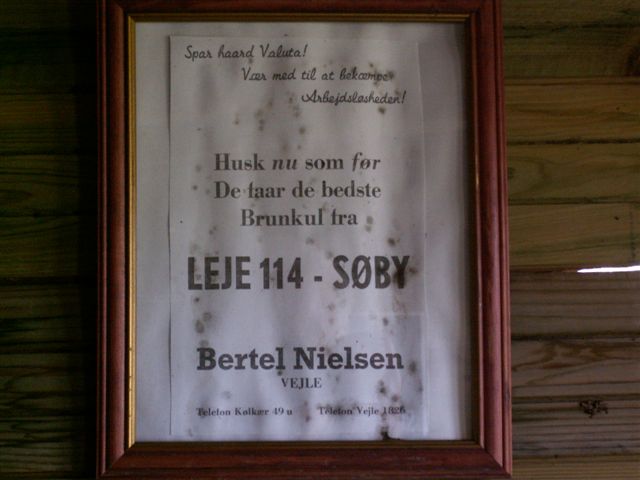 Spar haard Valuta!
Vær med til at bekæmpe
Arbejdsløsheden!
Husk nu som før
De faar de bedste
Brunkul fra
LEJE 114 - SØBY
Bertel Nielsen
VEJLE
Telefon Kølkær 49 u Telefon Vejle 1826